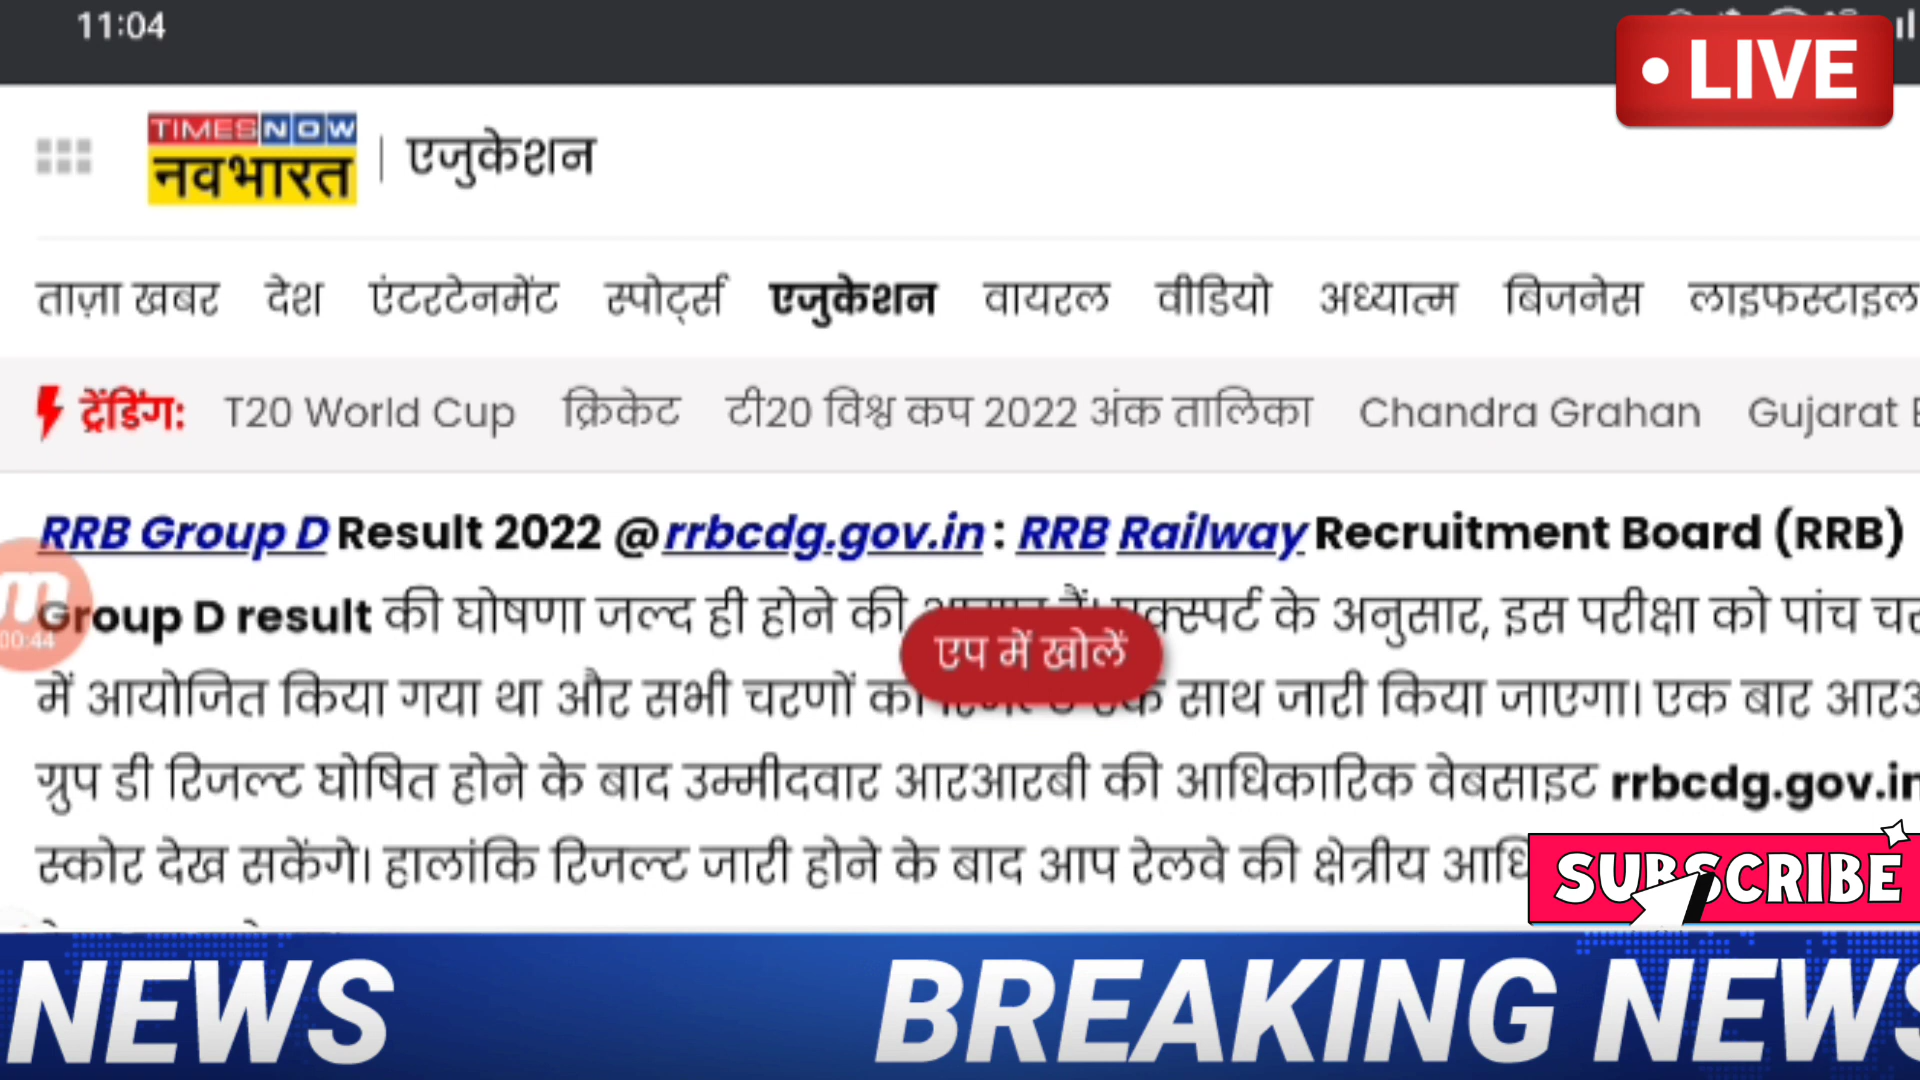 11:04
LIVE
TIMES NOW
नवभारत | एजुकेशन
ताज़ा खबर देश एंटरटेनमेंट स्पोर्ट्स एजुकेशन वायरल वीडियो अध्यात्म बिजनेस लाइफस्टाइल
ट्रेंडिंग: T20 World Cup क्रिकेट टी20 विश्व कप 2022 अंक तालिका Chandra Grahan Gujarat
RRB Group D Result 2022 @rrbcdg.gov.in : RRB Railway Recruitment Board (RRB)
Group D result की घोषणा जल्द ही होने की के अनुसार, इस परीक्षा को पांच
00:44
एप में खोलें
में आयोजित किया गया था और सभी चरणों का साथ जारी किया जाएगा। एक बार
ग्रुप डी रिजल्ट घोषित होने के बाद उम्मीदवार आरआरबी की आधिकारिक वेबसाइट rrbcdg.gov.in
स्कोर देख सकेंगे। हालांकि रिजल्ट जारी होने के बाद आप रेलवे की क्षेत्रीय
SUBSCRIBE
NEWS BREAKING NEWS